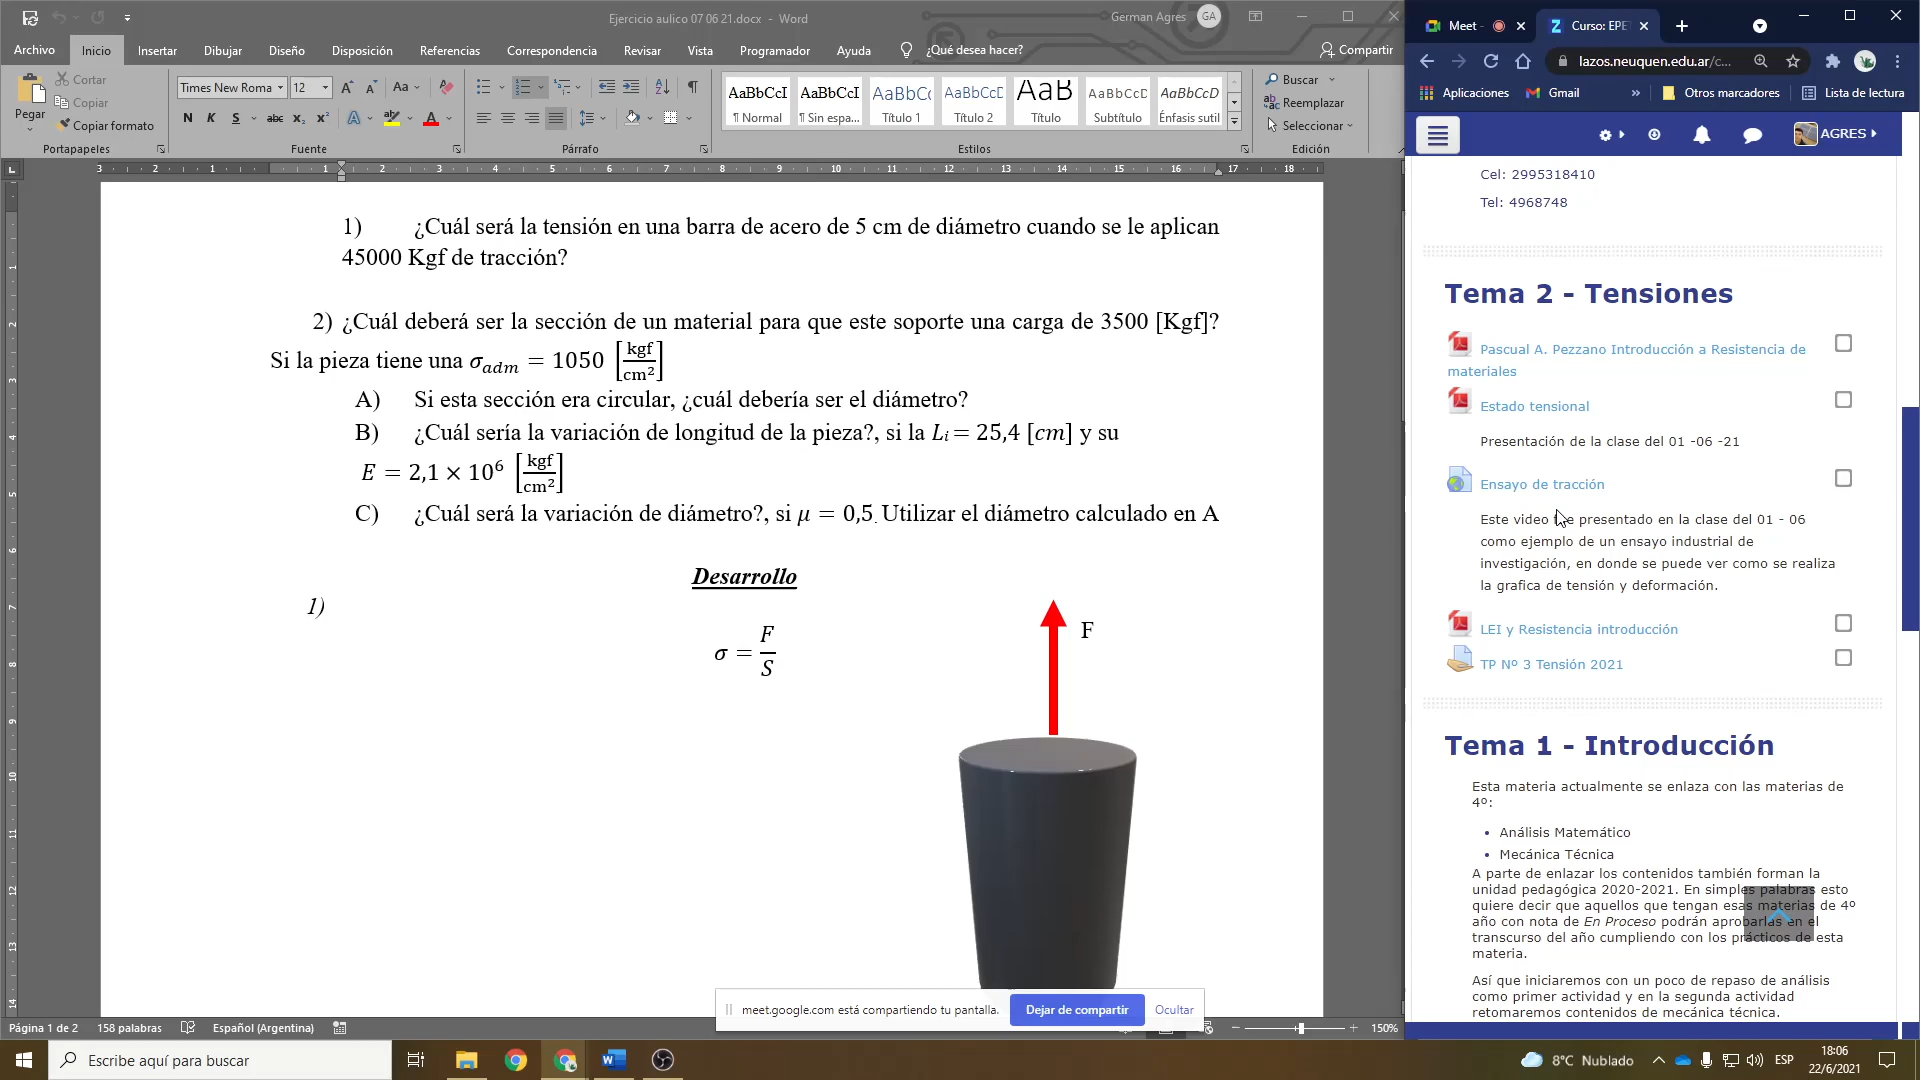 Ejercicio aulico 07 06 21.docx - Word
German Agres
GA
Archivo Inicio Insertar Dibujar Diseño Disposición Referencias Correspondencia Revisar Vista Programador Ayuda ¿Qué desea hacer? Compartir
Pegar
Cortar
Copiar
Copiar formato
Portapapeles
Times New Roma 12
Fuente
Párrafo
AaBbCcI AaBbCcI AaBbCc AaBbCcD AaB AaBbCcD AaBbCcD
¶ Normal ¶ Sin espa... Título 1 Título 2 Título Subtítulo Énfasis sutil
Estilos
Buscar
Reemplazar
Seleccionar
Edición
1) ¿Cuál será la tensión en una barra de acero de 5 cm de diámetro cuando se le aplican
45000 Kgf de tracción?
2) ¿Cuál deberá ser la sección de un material para que este soporte una carga de 3500 [Kgf]?
Si la pieza tiene una σadm = 1050 [kgf/cm²]
A) Si esta sección era circular, ¿cuál debería ser el diámetro?
B) ¿Cuál sería la variación de longitud de la pieza?, si la Li = 25,4 [cm] y su
E = 2,1 × 10⁶ [kgf/cm²]
C) ¿Cuál será la variación de diámetro?, si μ = 0,5. Utilizar el diámetro calculado en A
Desarrollo
1)
σ = F/S
F
meet.google.com está compartiendo tu pantalla. Dejar de compartir Ocultar
Página 1 de 2 158 palabras Español (Argentina) 150%
Meet - Curso: EPE
lazos.neuquen.edu.ar/c...
Aplicaciones Gmail » Otros marcadores Lista de lectura
AGRES
Cel: 2995318410
Tel: 4968748
Tema 2 - Tensiones
Pascual A. Pezzano Introducción a Resistencia de
materiales
Estado tensional
Presentación de la clase del 01 -06 -21
Ensayo de tracción
Este video presentado en la clase del 01 - 06
como ejemplo de un ensayo industrial de
investigación, en donde se puede ver como se realiza
la grafica de tensión y deformación.
LEI y Resistencia introducción
TP Nº 3 Tensión 2021
Tema 1 - Introducción
Esta materia actualmente se enlaza con las materias de
4º:
• Análisis Matemático
• Mecánica Técnica
A parte de enlazar los contenidos también forman la
unidad pedagógica 2020-2021. En simples palabras esto
quiere decir que aquellos que tengan esas materias de 4º
año con nota de En Proceso podrán aprobarlas en el
transcurso del año cumpliendo con los prácticos de esta
materia.
Así que iniciaremos con un poco de repaso de análisis
como primer actividad y en la segunda actividad
retomaremos contenidos de mecánica técnica.
Escribe aquí para buscar
8°C Nublado
ESP
18:06
22/6/2021